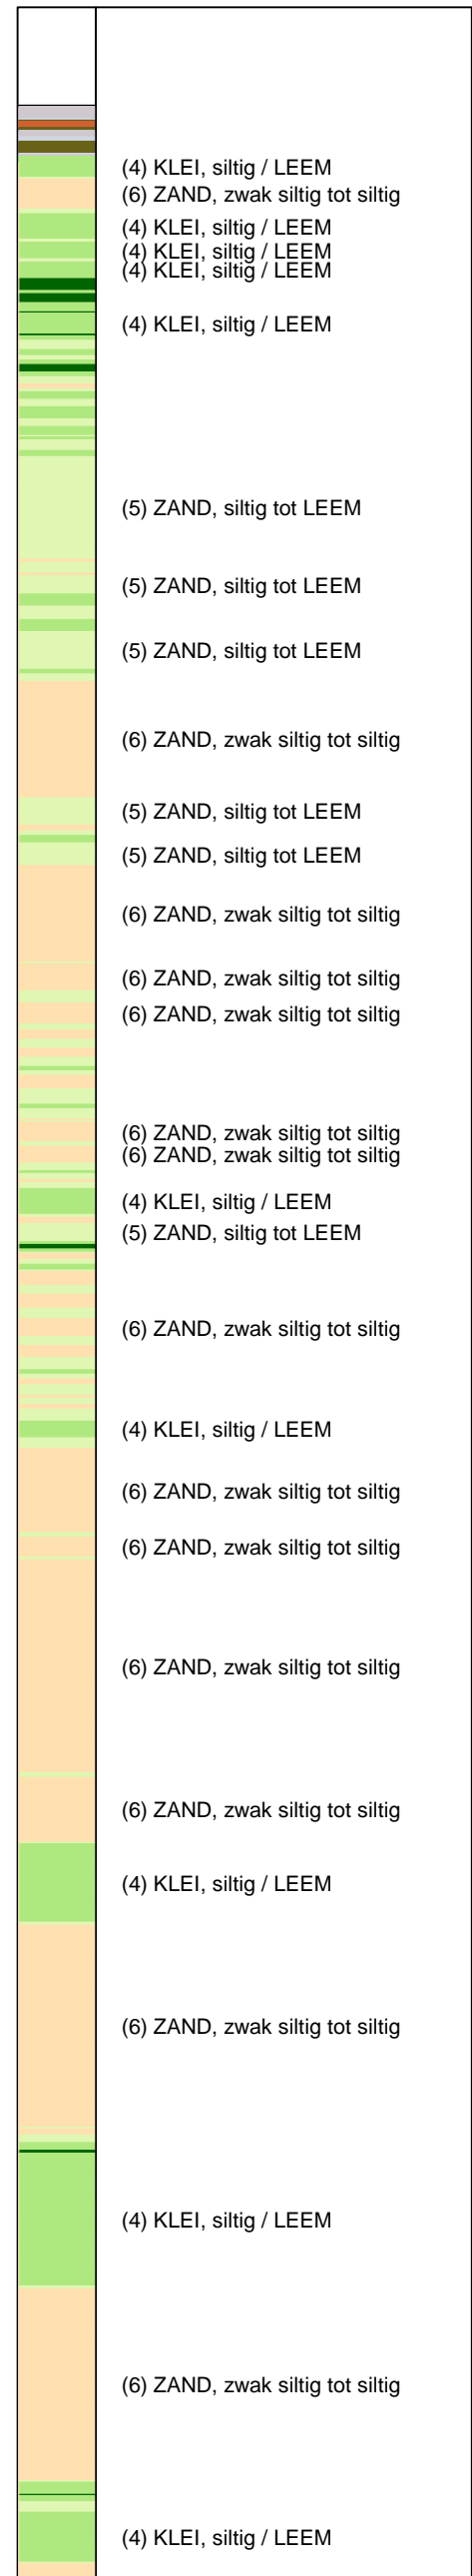 (4) KLEI, siltig / LEEM
(6) ZAND, zwak siltig tot siltig
(4) KLEI, siltig / LEEM
(4) KLEI, siltig / LEEM
(4) KLEI, siltig / LEEM
(4) KLEI, siltig / LEEM
(5) ZAND, siltig tot LEEM
(5) ZAND, siltig tot LEEM
(5) ZAND, siltig tot LEEM
(6) ZAND, zwak siltig tot siltig
(5) ZAND, siltig tot LEEM
(5) ZAND, siltig tot LEEM
(6) ZAND, zwak siltig tot siltig
(6) ZAND, zwak siltig tot siltig
(6) ZAND, zwak siltig tot siltig
(6) ZAND, zwak siltig tot siltig
(6) ZAND, zwak siltig tot siltig
(4) KLEI, siltig / LEEM
(5) ZAND, siltig tot LEEM
(6) ZAND, zwak siltig tot siltig
(4) KLEI, siltig / LEEM
(6) ZAND, zwak siltig tot siltig
(6) ZAND, zwak siltig tot siltig
(6) ZAND, zwak siltig tot siltig
(6) ZAND, zwak siltig tot siltig
(4) KLEI, siltig / LEEM
(6) ZAND, zwak siltig tot siltig
(4) KLEI, siltig / LEEM
(6) ZAND, zwak siltig tot siltig
(4) KLEI, siltig / LEEM